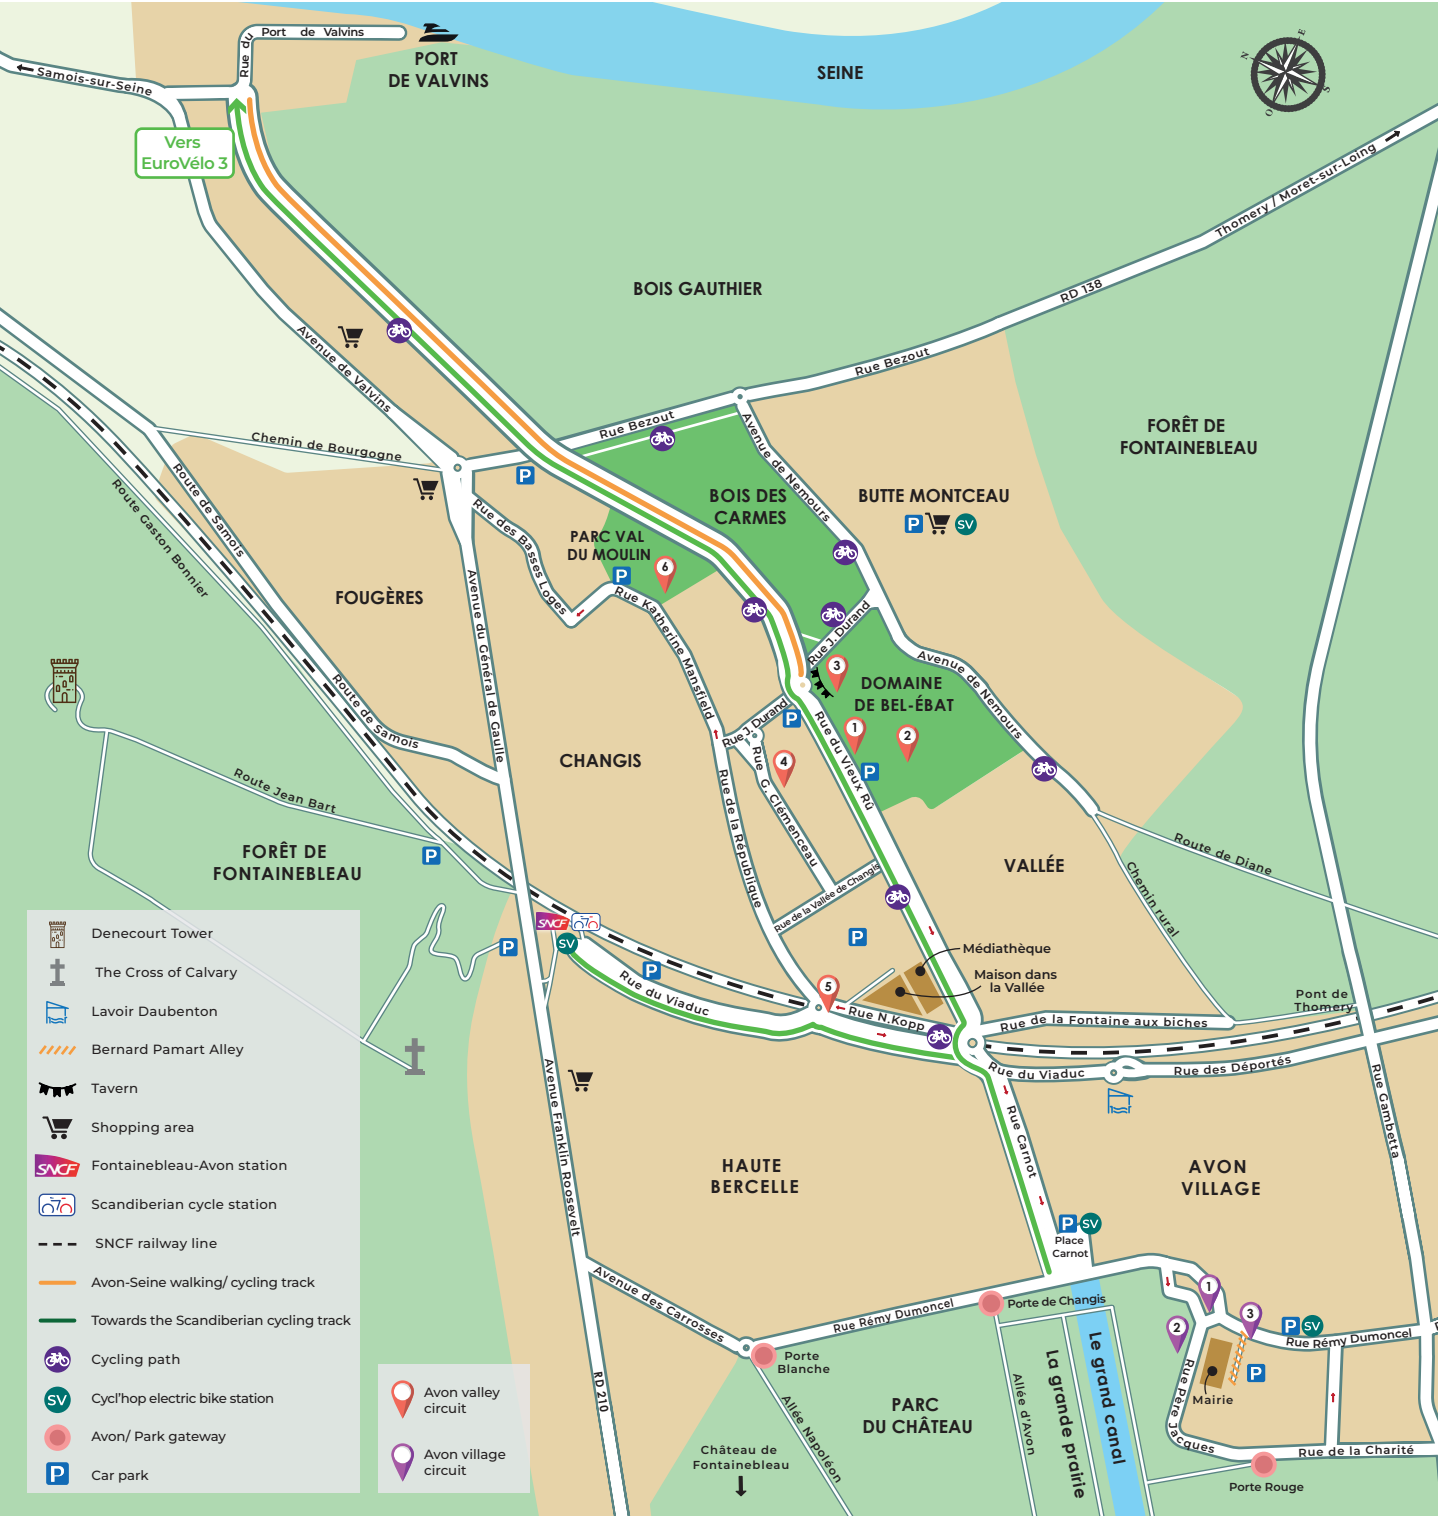 Port de Valvins
Rue du
PORT
DE VALVINS
SEINE
N
E
S
O
Samois-sur-Seine
Vers
EuroVélo 3
Thomery / Moret-sur-Loing
RD 138
BOIS GAUTHIER
Rue Bezout
Rue Bezout
Avenue de Valvins
Chemin de Bourgogne
FORÊT DE
FONTAINEBLEAU
Route de Samois
Route Gaston Bonnier
P
Avenue de Nemours
BOIS DES
CARMES
BUTTE MONTCEAU
P
SV
Rue des Basses Loges
PARC VAL
DU MOULIN
P
6
FOUGÈRES
Rue Katherine Mansfield
Avenue du Général de Gaulle
Rue J. Durand
3
DOMAINE
DE BEL-ÉBAT
Avenue de Nemours
Route de Samois
Rue J. Durand
P
1
2
Rue du Vieux Rû
P
CHANGIS
4
Rue G. Clémenceau
Rue de la République
Route Jean Bart
FORÊT DE
FONTAINEBLEAU
P
VALLÉE
Route de Diane
Chemin rural
Rue de la Vallée de Changis
P
SNCF
SV
P
P
Rue du Viaduc
Médiathèque
Maison dans
la Vallée
5
Rue N.Kopp
Rue de la Fontaine aux biches
Pont de
Thomery
Rue du Viaduc
Rue des Déportés
Rue Gambetta
Rue Carnot
Avenue Franklin Roosevelt
HAUTE
BERCELLE
AVON
VILLAGE
P
SV
Place
Carnot
Avenue des Carrosses
Rue Rémy Dumoncel
Porte de Changis
1
2
3
P
SV
Rue Rémy Dumoncel
P
Mairie
Rue père Jacques
Rue de la Charité
Porte Rouge
Porte
Blanche
Allée Napoléon
PARC
DU CHÂTEAU
Allée d'Avon
La grande prairie
Le grand canal
Château de
Fontainebleau
RD 210
Denecourt Tower
The Cross of Calvary
Lavoir Daubenton
Bernard Pamart Alley
Tavern
Shopping area
SNCF Fontainebleau-Avon station
Scandiberian cycle station
SNCF railway line
Avon-Seine walking/ cycling track
Towards the Scandiberian cycling track
Cycling path
SV Cycl'hop electric bike station
Avon/ Park gateway
P Car park
Avon valley
circuit
Avon village
circuit